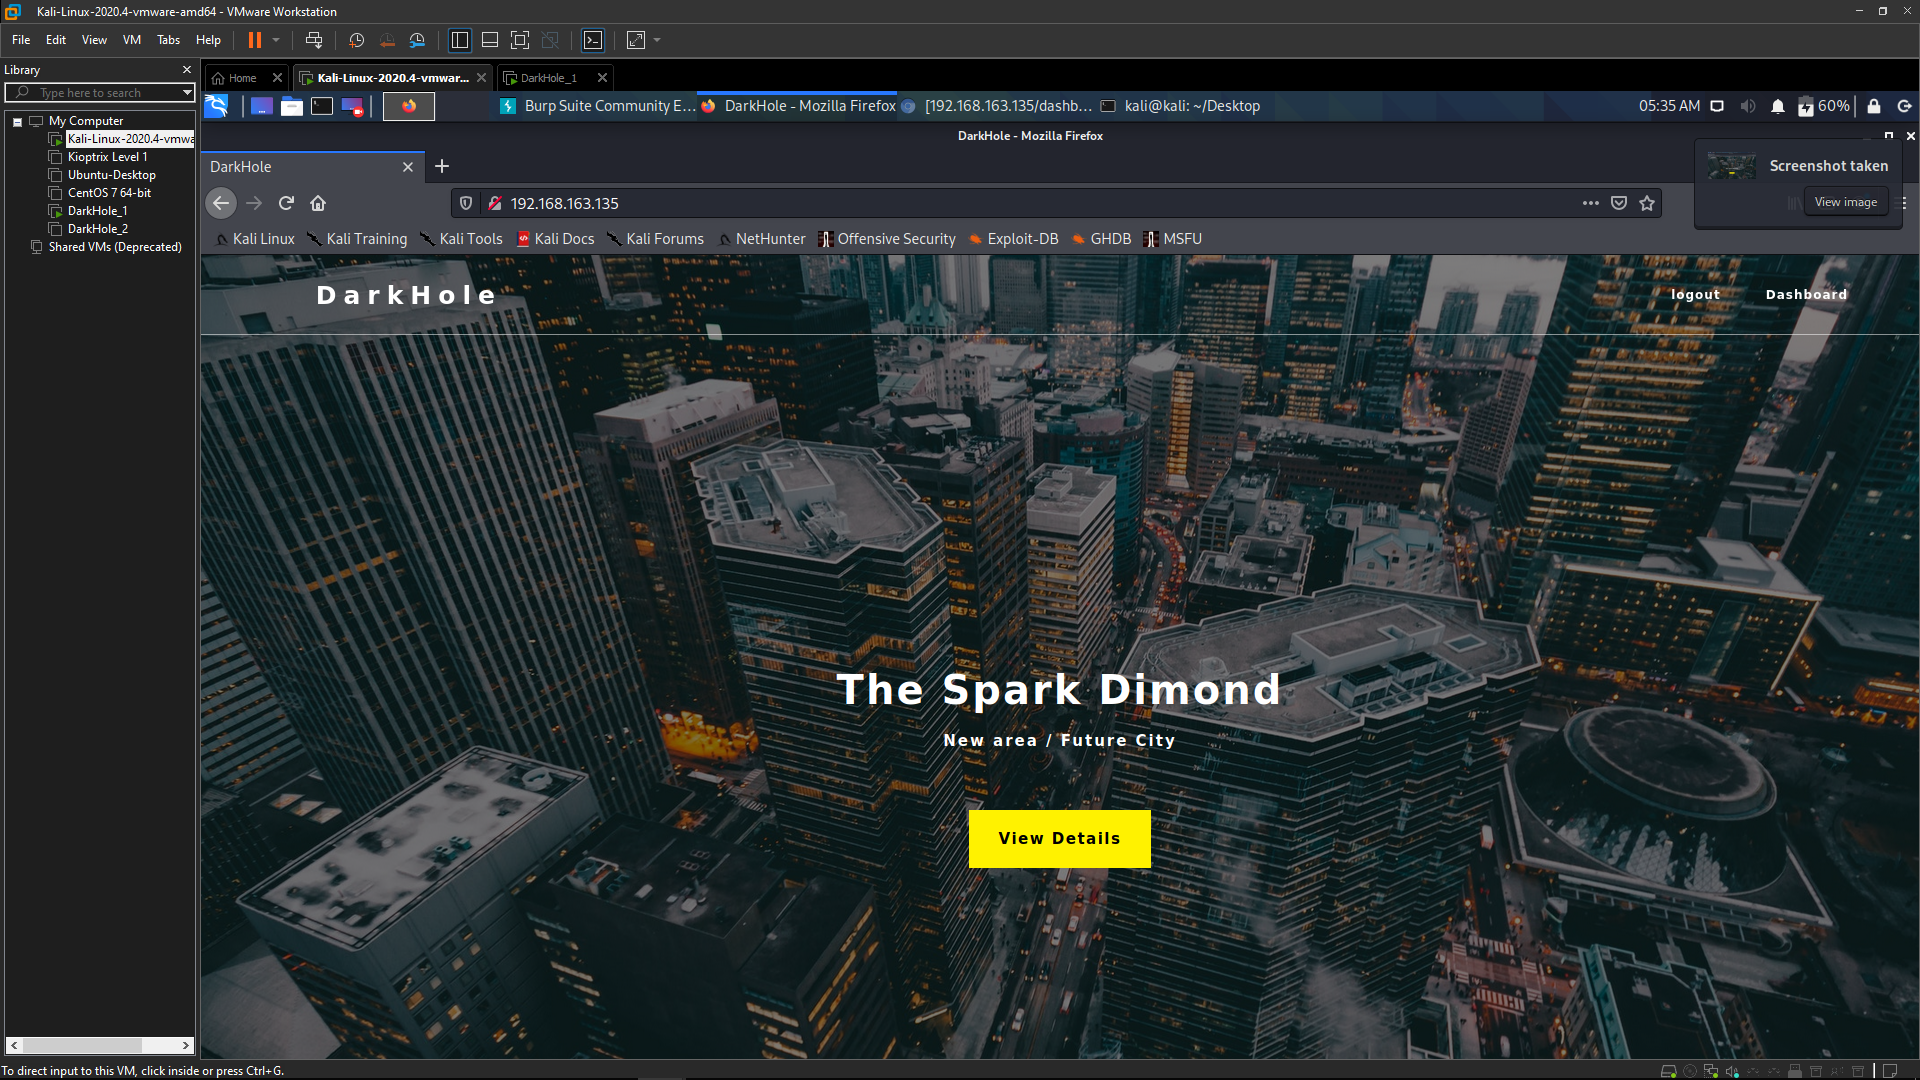 Kali-Linux-2020.4-vmware-amd64 - VMware Workstation
File Edit View VM Tabs Help
Library
Type here to search
My Computer
Kali-Linux-2020.4-vmwa
Kioptrix Level 1
Ubuntu-Desktop
CentOS 7 64-bit
DarkHole_1
DarkHole_2
Shared VMs (Deprecated)
Home Kali-Linux-2020.4-vmwar... DarkHole_1
Burp Suite Community E... DarkHole - Mozilla Firefox [192.168.163.135/dashb... kali@kali: ~/Desktop 05:35 AM 60%
DarkHole - Mozilla Firefox
DarkHole
Screenshot taken
View image
192.168.163.135
Kali Linux Kali Training Kali Tools Kali Docs Kali Forums NetHunter Offensive Security Exploit-DB GHDB MSFU
DarkHole logout Dashboard
The Spark Dimond
New area / Future City
View Details
To direct input to this VM, click inside or press Ctrl+G.